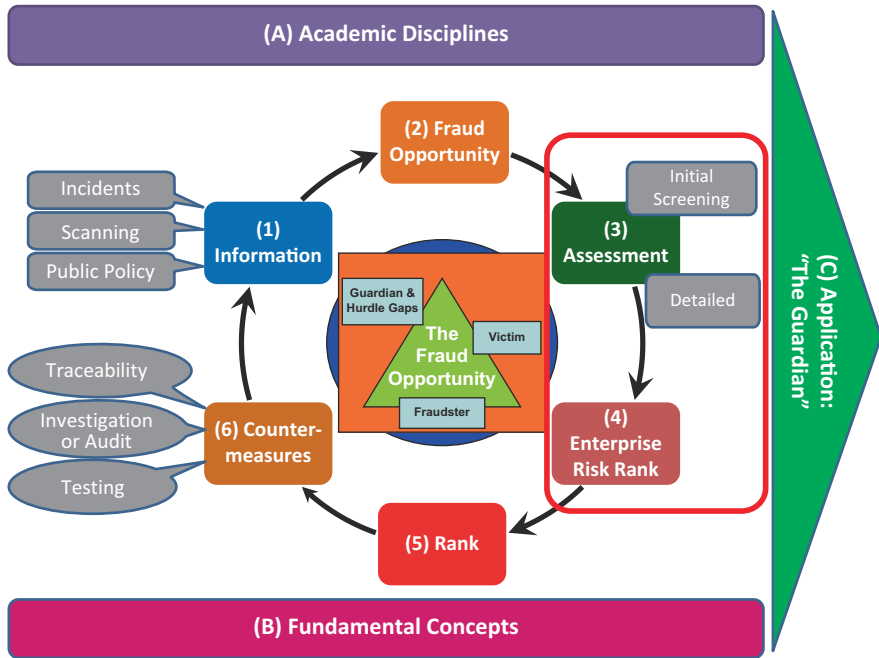 (A) Academic Disciplines
(2) Fraud
Opportunity
Initial
Screening
Incidents
Scanning
Public Policy
(1)
Information
(3)
Assessment
Detailed
Guardian &
Hurdle Gaps
Victim
The
Fraud
Opportunity
Fraudster
Traceability
Investigation
or Audit
Testing
(6) Counter-
measures
(4)
Enterprise
Risk Rank
(5) Rank
(B) Fundamental Concepts
(C) Application:
“The Guardian”